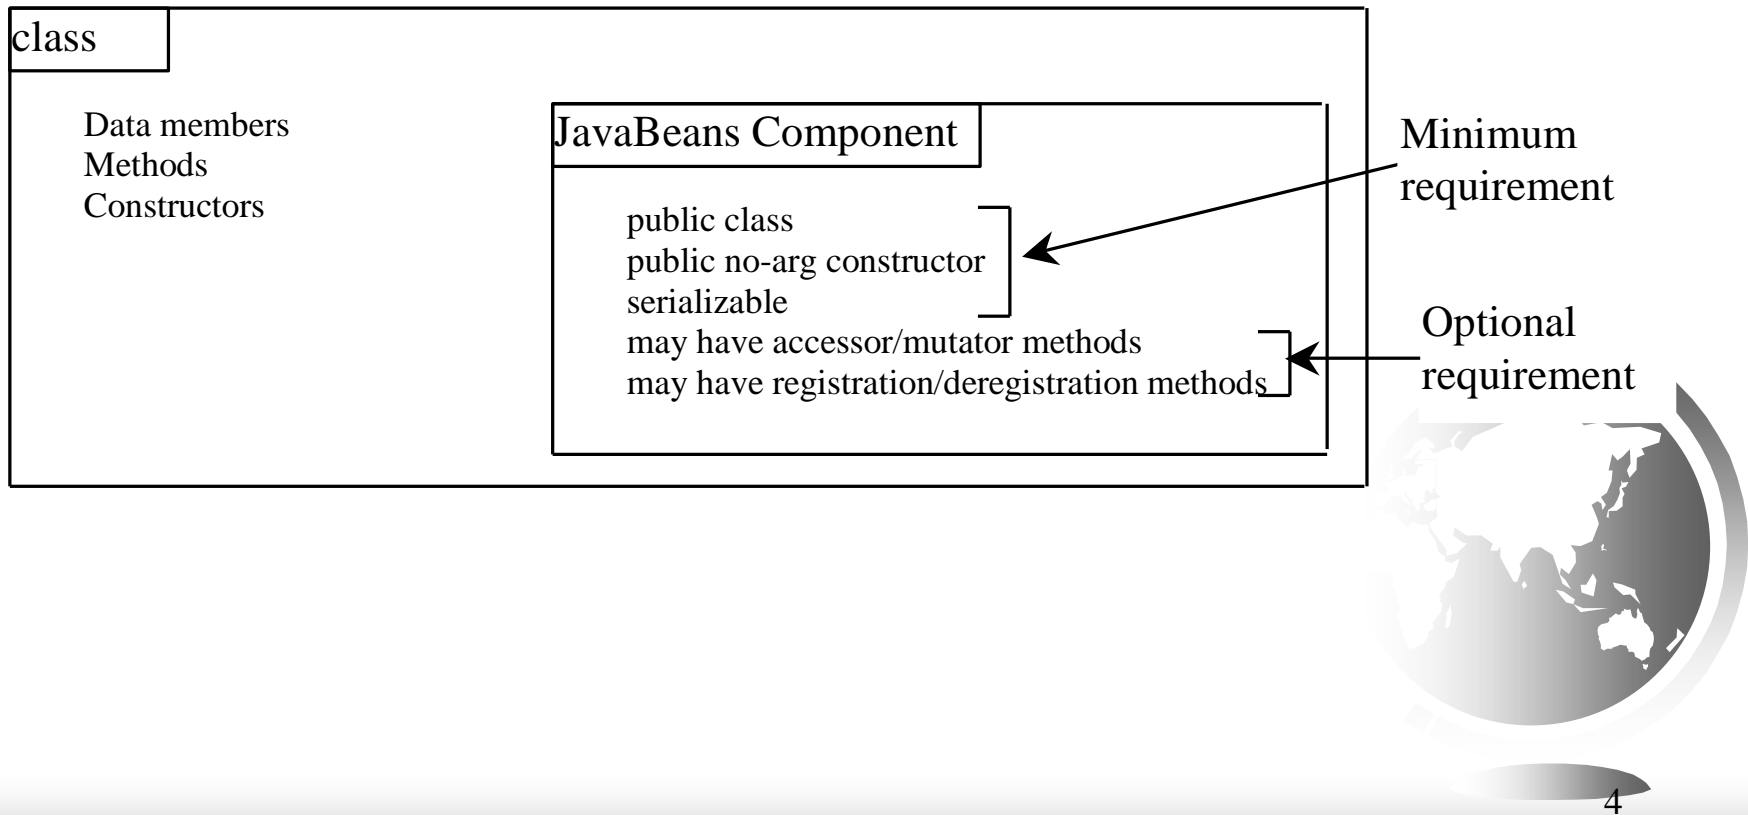 class
Data members
Methods
Constructors
JavaBeans Component
public class
public no-arg constructor
serializable
may have accessor/mutator methods
may have registration/deregistration methods
Minimum
requirement
Optional
requirement
4